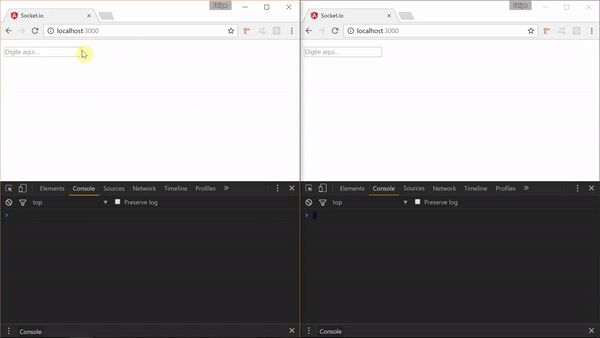 felipe
Socket.io
localhost:3000
Digite aqui...
Elements Console Sources Network Timeline Profiles »
top Preserve log
Console
felipe
Socket.io
localhost:3000
Digite aqui...
Elements Console Sources Network Timeline Profiles »
top Preserve log
Console